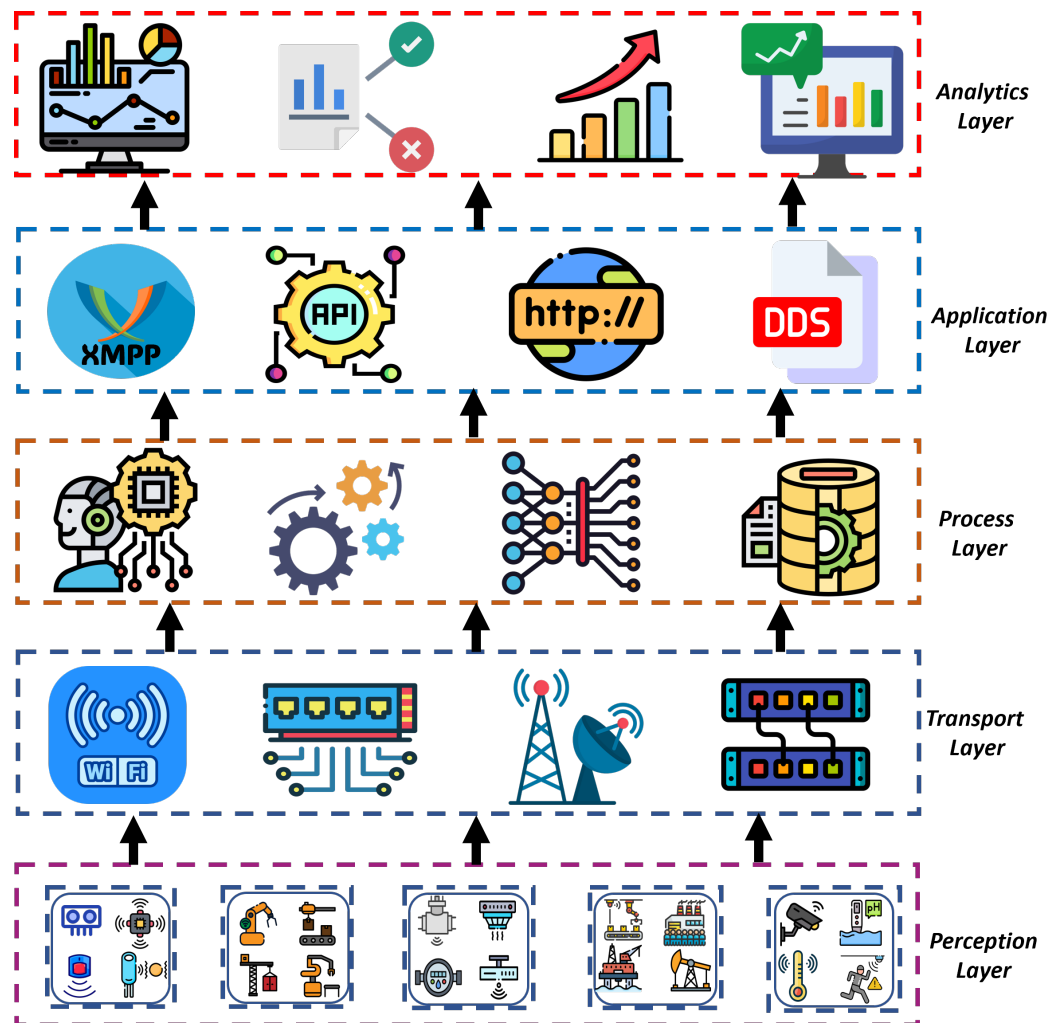 Analytics
Layer
XMPP
API
http://
DDS
Application
Layer
Process
Layer
Wi Fi
Transport
Layer
pH
Perception
Layer